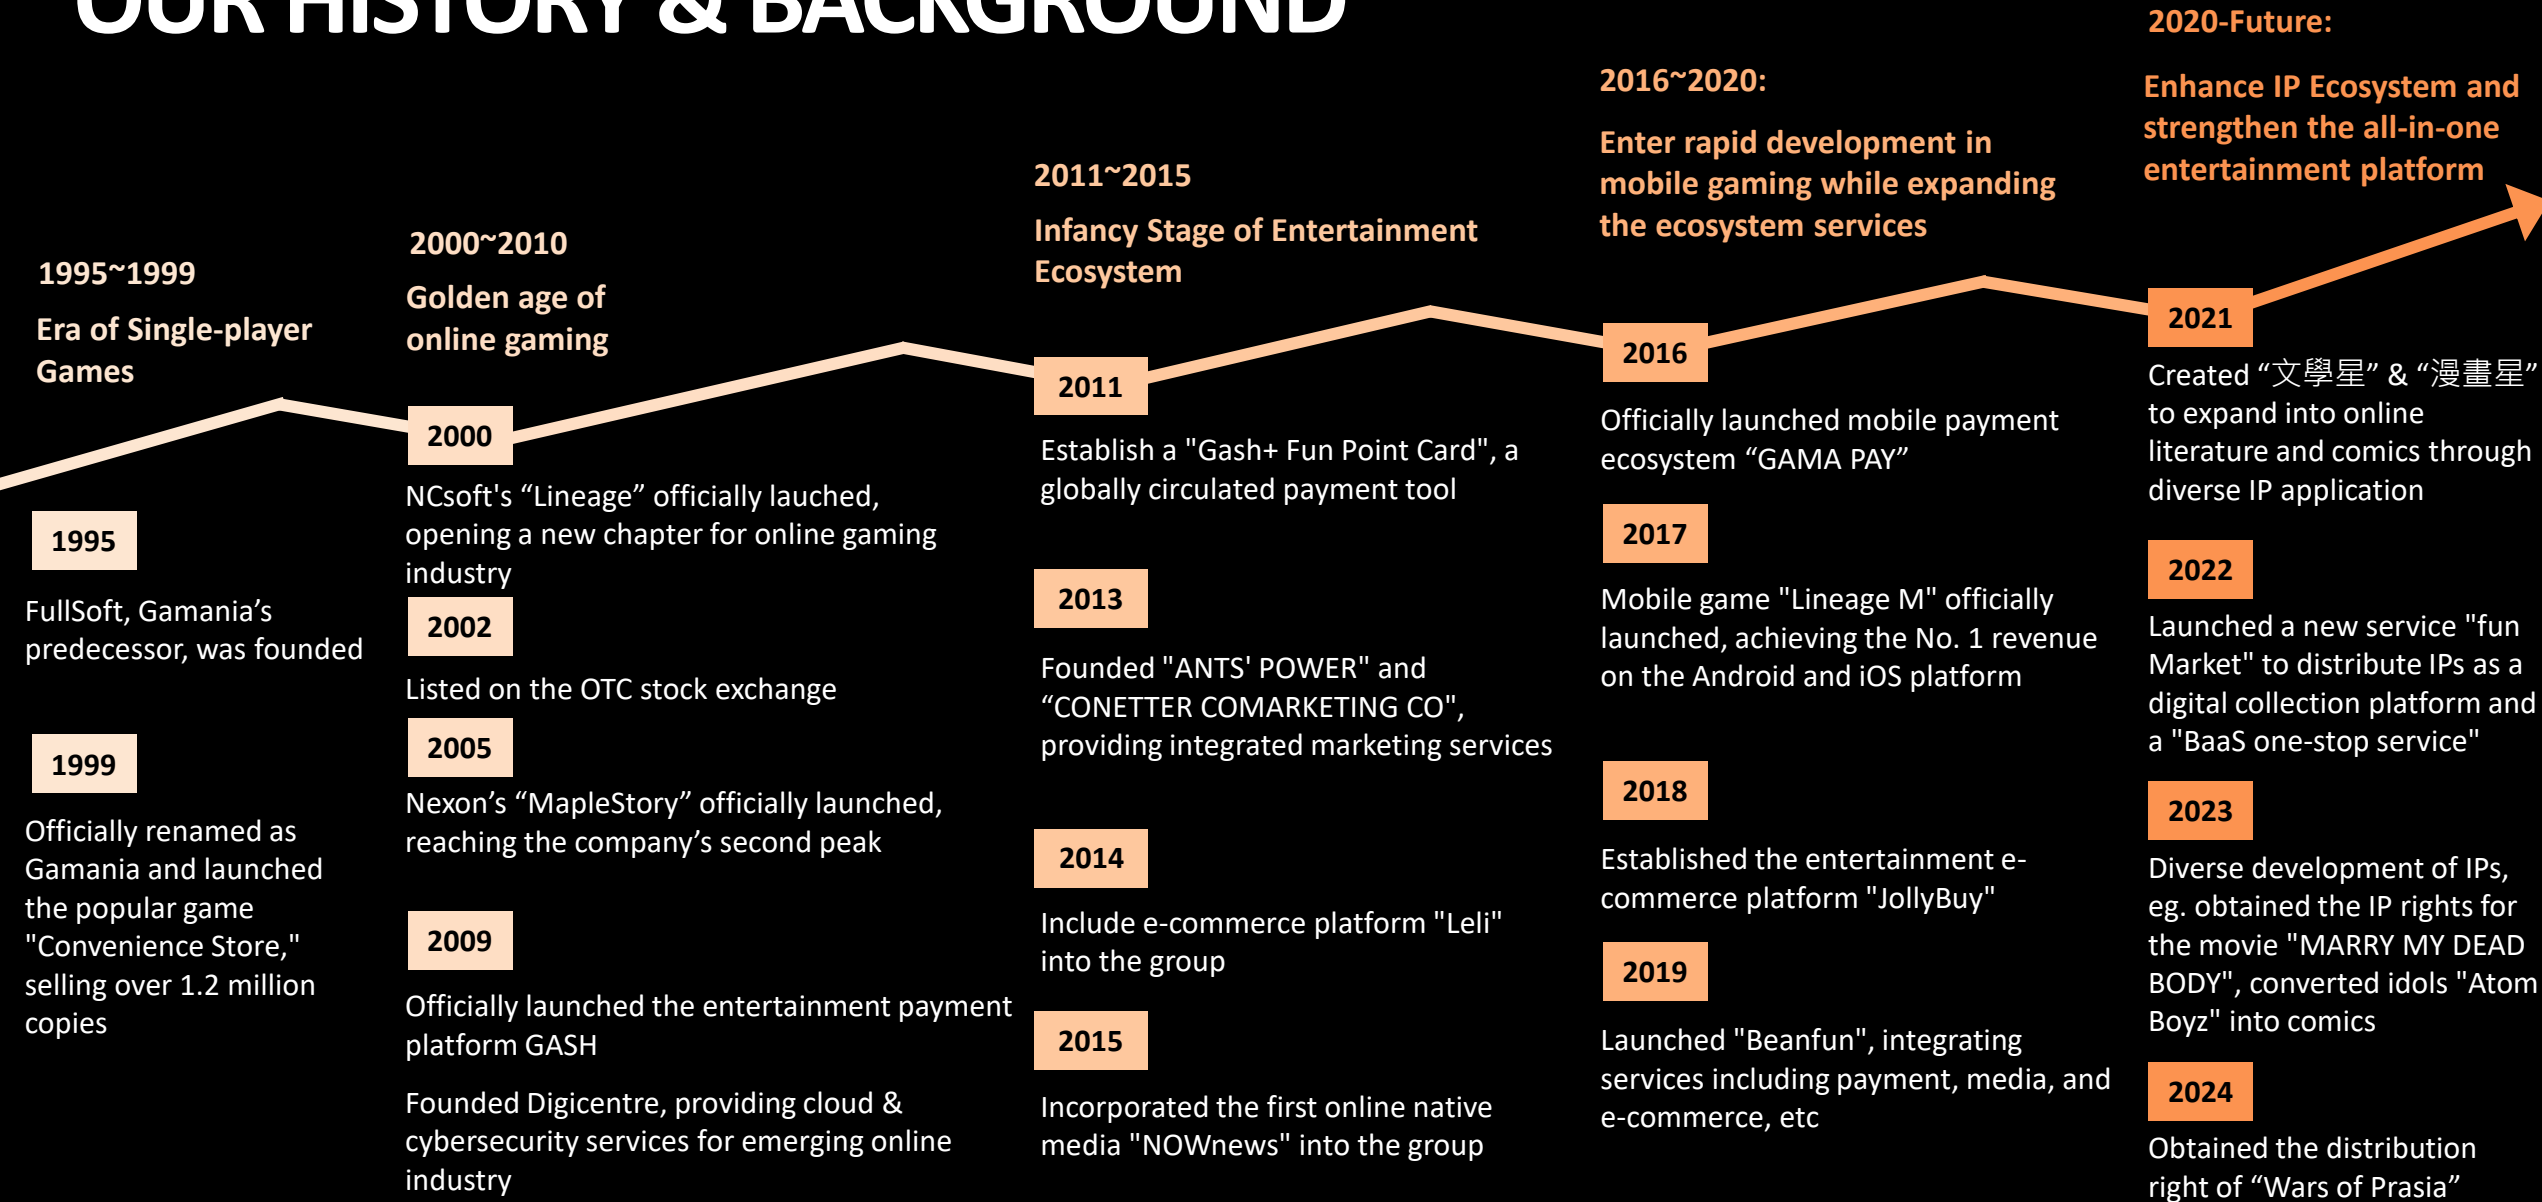 OUR HISTORY & BACKGROUND
1995~1999
Era of Single-player
Games
1995
FullSoft, Gamania’s
predecessor, was founded
1999
Officially renamed as
Gamania and launched
the popular game
"Convenience Store,"
selling over 1.2 million
copies
2000~2010
Golden age of
online gaming
2000
NCsoft's “Lineage” officially lauched,
opening a new chapter for online gaming
industry
2002
Listed on the OTC stock exchange
2005
Nexon’s “MapleStory” officially launched,
reaching the company’s second peak
2009
Officially launched the entertainment payment
platform GASH
Founded Digicentre, providing cloud &
cybersecurity services for emerging online
industry
2011~2015
Infancy Stage of Entertainment
Ecosystem
2011
Establish a "Gash+ Fun Point Card", a
globally circulated payment tool
2013
Founded "ANTS' POWER" and
“CONETTER COMARKETING CO",
providing integrated marketing services
2014
Include e-commerce platform "Leli"
into the group
2015
Incorporated the first online native
media "NOWnews" into the group
2016~2020:
Enter rapid development in
mobile gaming while expanding
the ecosystem services
2016
Officially launched mobile payment
ecosystem “GAMA PAY”
2017
Mobile game "Lineage M" officially
launched, achieving the No. 1 revenue
on the Android and iOS platform
2018
Established the entertainment e-
commerce platform "JollyBuy"
2019
Launched "Beanfun", integrating
services including payment, media, and
e-commerce, etc
2020-Future:
Enhance IP Ecosystem and
strengthen the all-in-one
entertainment platform
2021
Created “文學星” & “漫畫星”
to expand into online
literature and comics through
diverse IP application
2022
Launched a new service "fun
Market" to distribute IPs as a
digital collection platform and
a "BaaS one-stop service"
2023
Diverse development of IPs,
eg. obtained the IP rights for
the movie "MARRY MY DEAD
BODY", converted idols "Atom
Boyz" into comics
2024
Obtained the distribution
right of “Wars of Prasia”